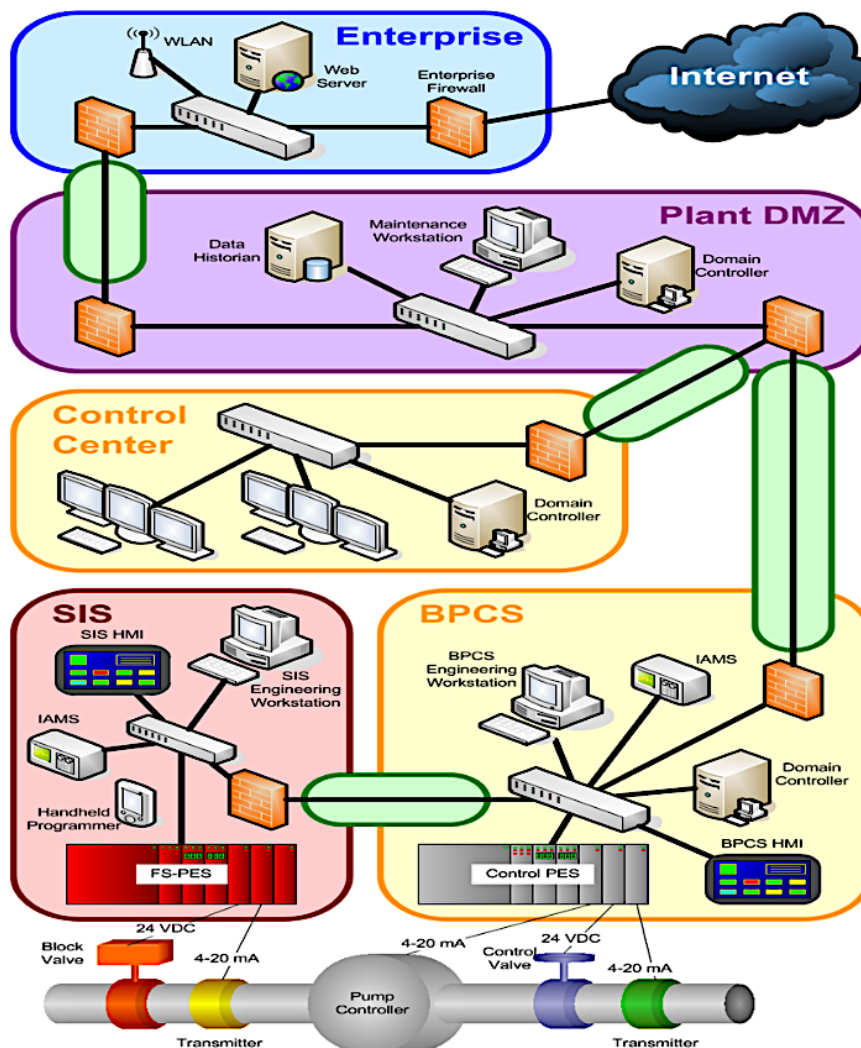 Enterprise
WLAN
Web
Server
Enterprise
Firewall
Internet
Plant DMZ
Data
Historian
Maintenance
Workstation
Domain
Controller
Control
Center
Domain
Controller
SIS
SIS HMI
SIS
Engineering
Workstation
IAMS
Handheld
Programmer
FS-PES
BPCS
BPCS
Engineering
Workstation
IAMS
Domain
Controller
BPCS HMI
Control PES
24 VDC
Block
Valve
4-20 mA
4-20 mA
24 VDC
Control
Valve
4-20 mA
Pump
Controller
Transmitter
Transmitter